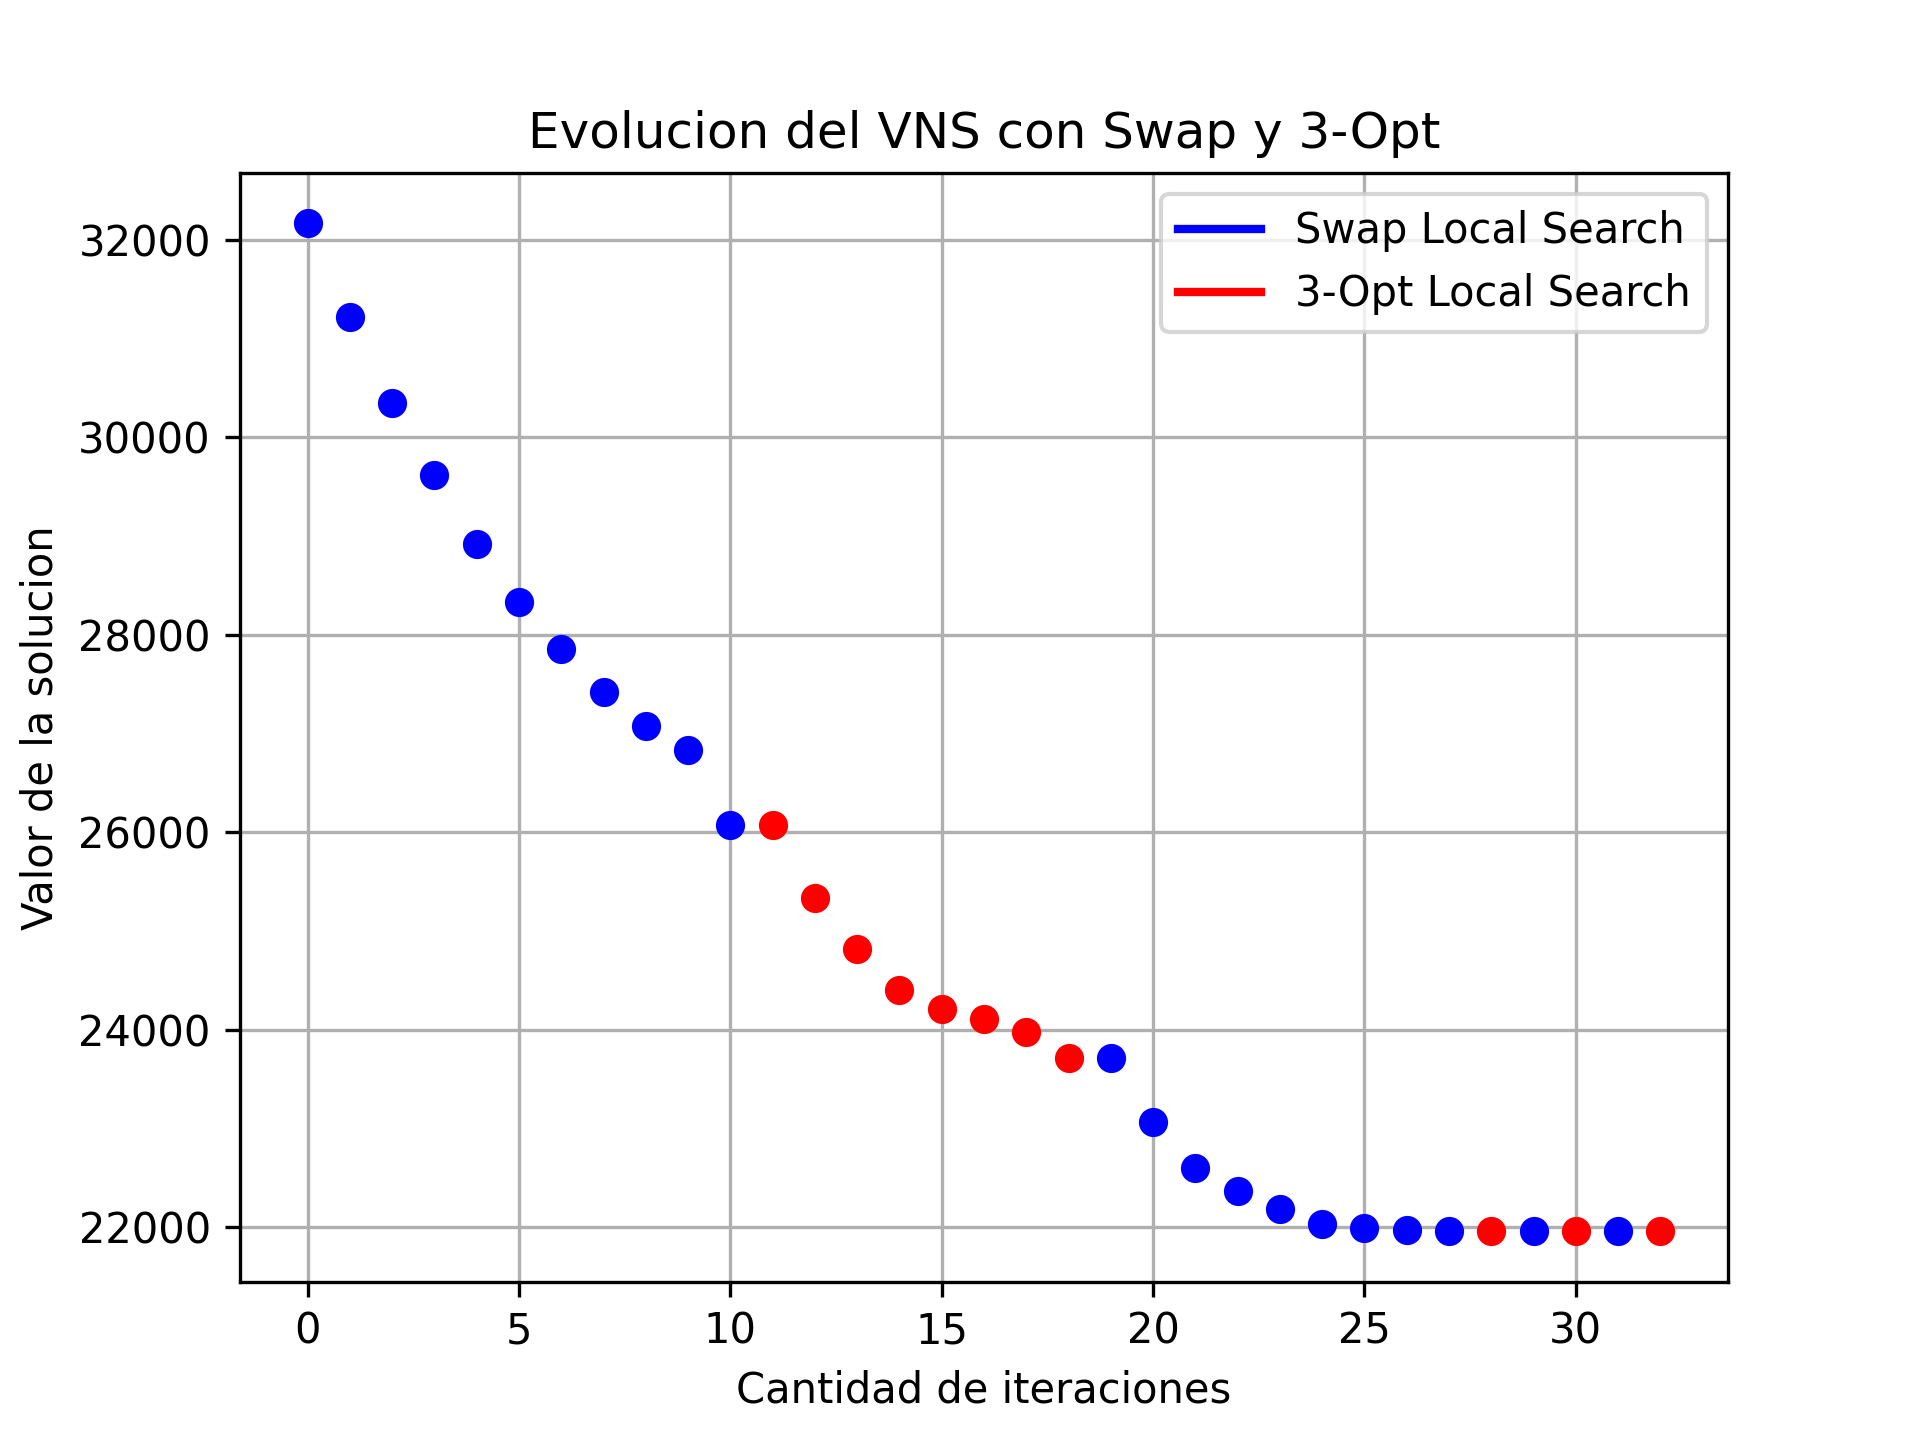 Evolucion del VNS con Swap y 3-Opt
Swap Local Search
3-Opt Local Search
Valor de la solucion
32000
30000
28000
26000
24000
22000
0 5 10 15 20 25 30
Cantidad de iteraciones